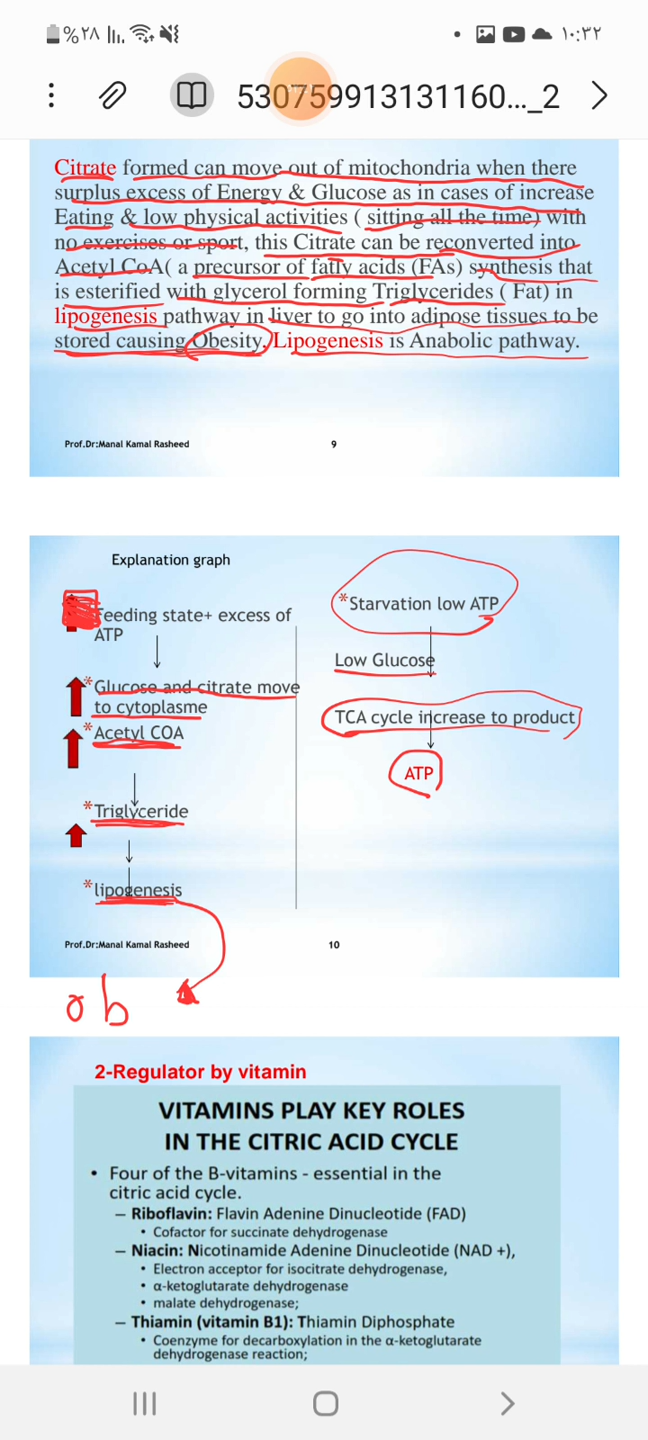 %٢٨
١٠:٣٢
530759913131160..._2
Citrate formed can move out of mitochondria when there
surplus excess of Energy & Glucose as in cases of increase
Eating & low physical activities ( sitting all the time) with
no exercises or sport, this Citrate can be reconverted into
Acetyl CoA( a precursor of fatly acids (FAs) synthesis that
is esterified with glycerol forming Triglycerides ( Fat) in
lipogenesis pathway in liver to go into adipose tissues to be
stored causing Obesity, Lipogenesis is Anabolic pathway.
Prof.Dr:Manal Kamal Rasheed 9
Explanation graph
feeding state+ excess of
ATP
*Glucose and citrate move
to cytoplasme
*Acetyl COA
*Triglyceride
*lipogenesis
*Starvation low ATP
Low Glucose
TCA cycle increase to product
ATP
Prof.Dr:Manal Kamal Rasheed 10
ob
2-Regulator by vitamin
VITAMINS PLAY KEY ROLES
IN THE CITRIC ACID CYCLE
• Four of the B-vitamins - essential in the
citric acid cycle.
– Riboflavin: Flavin Adenine Dinucleotide (FAD)
• Cofactor for succinate dehydrogenase
– Niacin: Nicotinamide Adenine Dinucleotide (NAD +),
• Electron acceptor for isocitrate dehydrogenase,
• α-ketoglutarate dehydrogenase
• malate dehydrogenase;
– Thiamin (vitamin B1): Thiamin Diphosphate
• Coenzyme for decarboxylation in the α-ketoglutarate
dehydrogenase reaction;